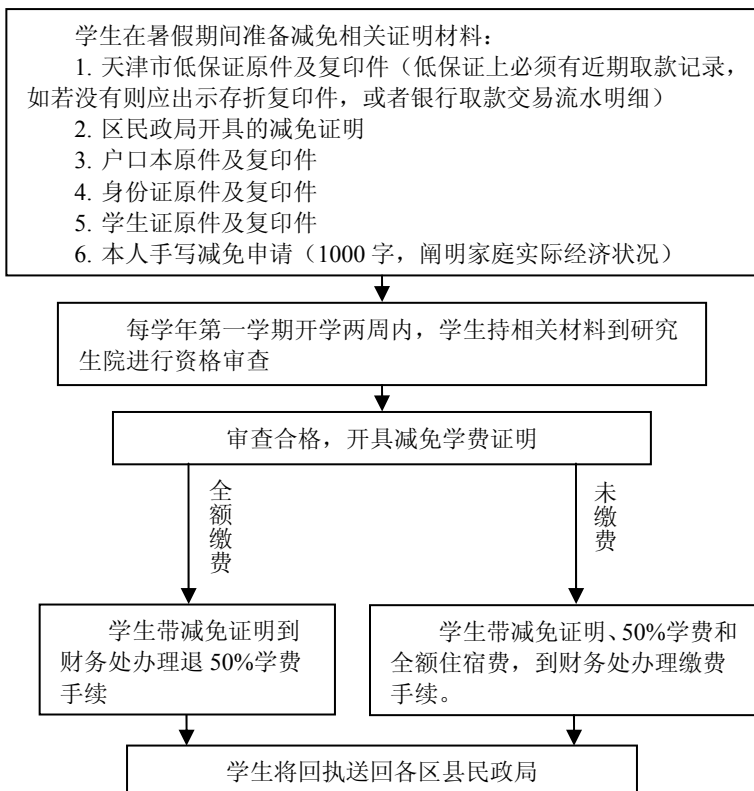 学生在暑假期间准备减免相关证明材料：
1. 天津市低保证原件及复印件（低保证上必须有近期取款记录，
如若没有则应出示存折复印件，或者银行取款交易流水明细）
2. 区民政局开具的减免证明
3. 户口本原件及复印件
4. 身份证原件及复印件
5. 学生证原件及复印件
6. 本人手写减免申请（1000 字，阐明家庭实际经济状况）
每学年第一学期开学两周内，学生持相关材料到研究
生院进行资格审查
审查合格，开具减免学费证明
全额缴费
未缴费
学生带减免证明到
财务处办理退 50%学费
手续
学生带减免证明、50%学费和
全额住宿费，到财务处办理缴费
手续。
学生将回执送回各区县民政局